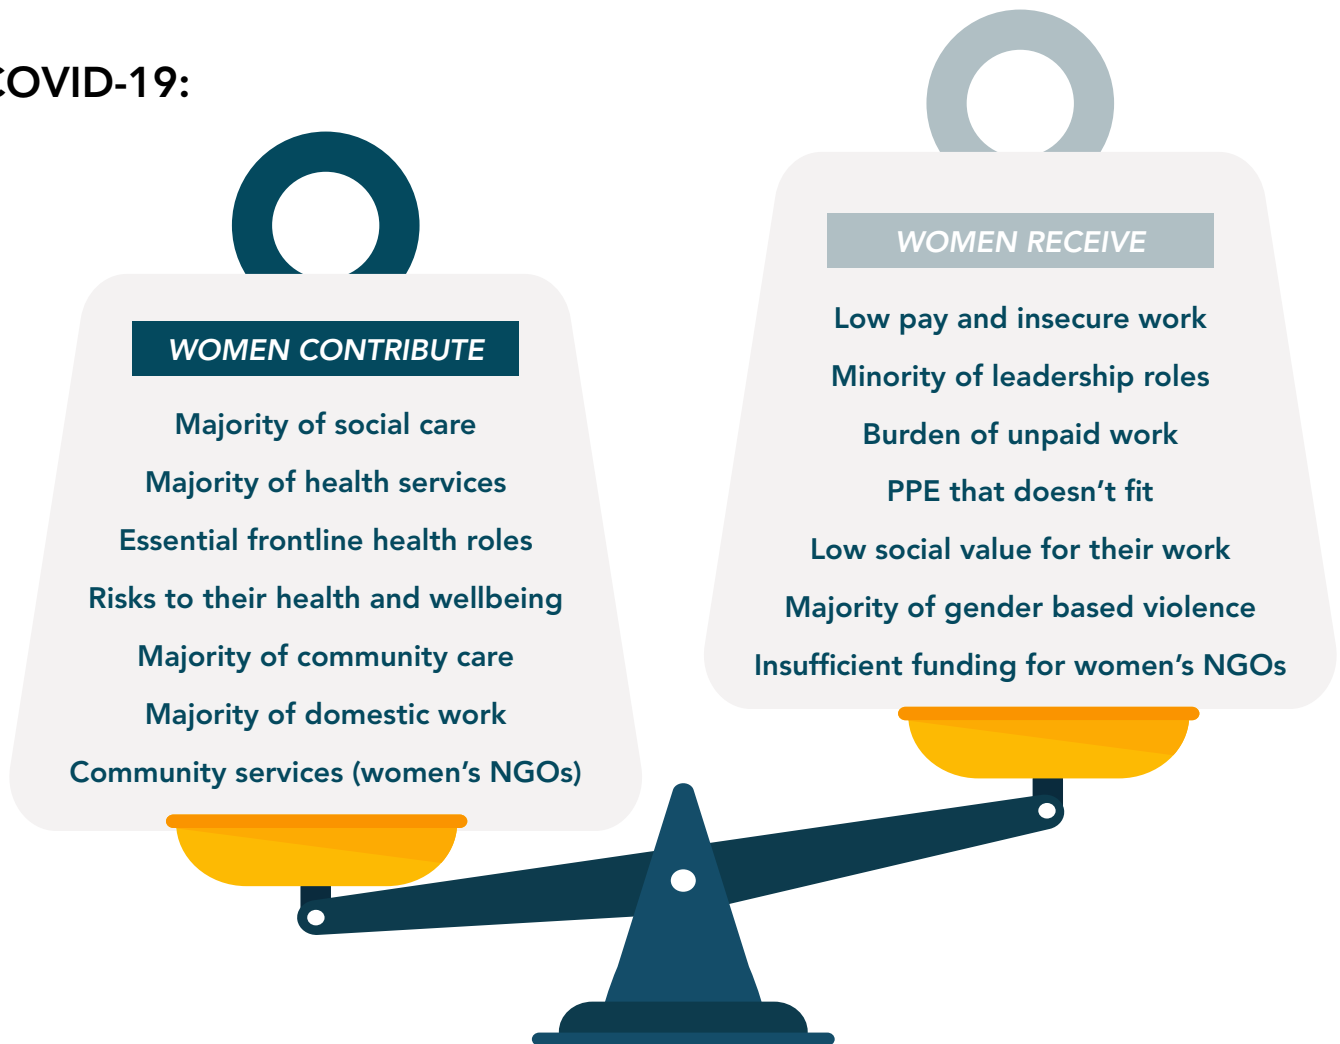 COVID-19:
WOMEN CONTRIBUTE
Majority of social care
Majority of health services
Essential frontline health roles
Risks to their health and wellbeing
Majority of community care
Majority of domestic work
Community services (women’s NGOs)
WOMEN RECEIVE
Low pay and insecure work
Minority of leadership roles
Burden of unpaid work
PPE that doesn’t fit
Low social value for their work
Majority of gender based violence
Insufficient funding for women’s NGOs